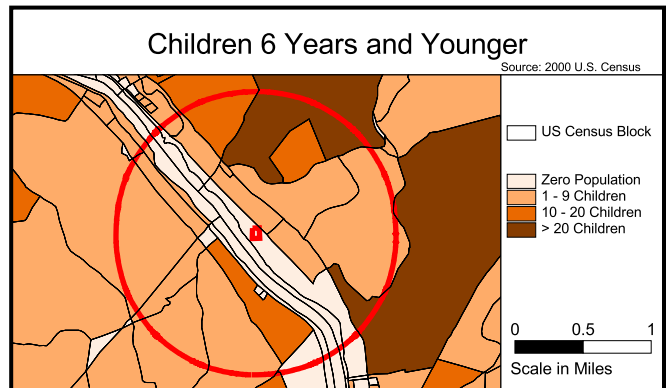 Children 6 Years and Younger
Source: 2000 U.S. Census
US Census Block
Zero Population
1 - 9 Children
10 - 20 Children
> 20 Children
0 0.5 1
Scale in Miles